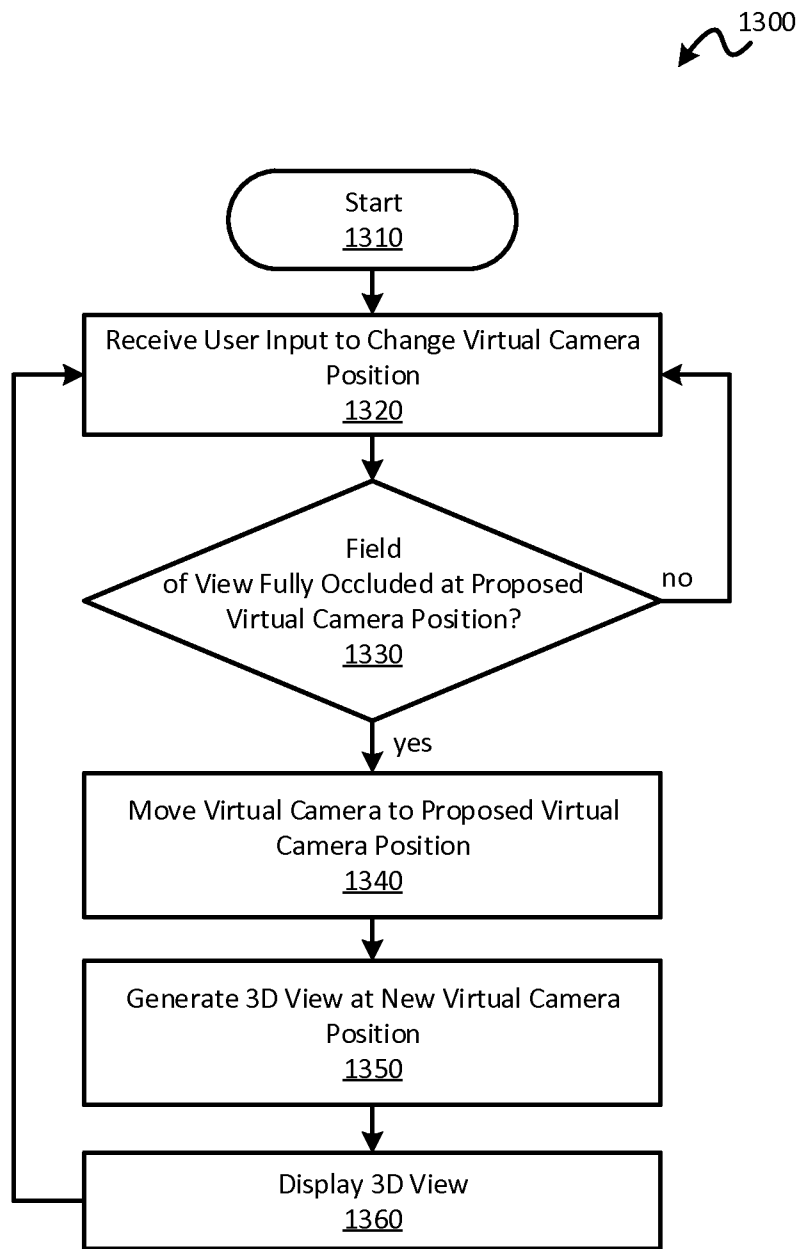 1300
Start
1310
Receive User Input to Change Virtual Camera
Position
1320
Field
of View Fully Occluded at Proposed
Virtual Camera Position?
1330
no
yes
Move Virtual Camera to Proposed Virtual
Camera Position
1340
Generate 3D View at New Virtual Camera
Position
1350
Display 3D View
1360